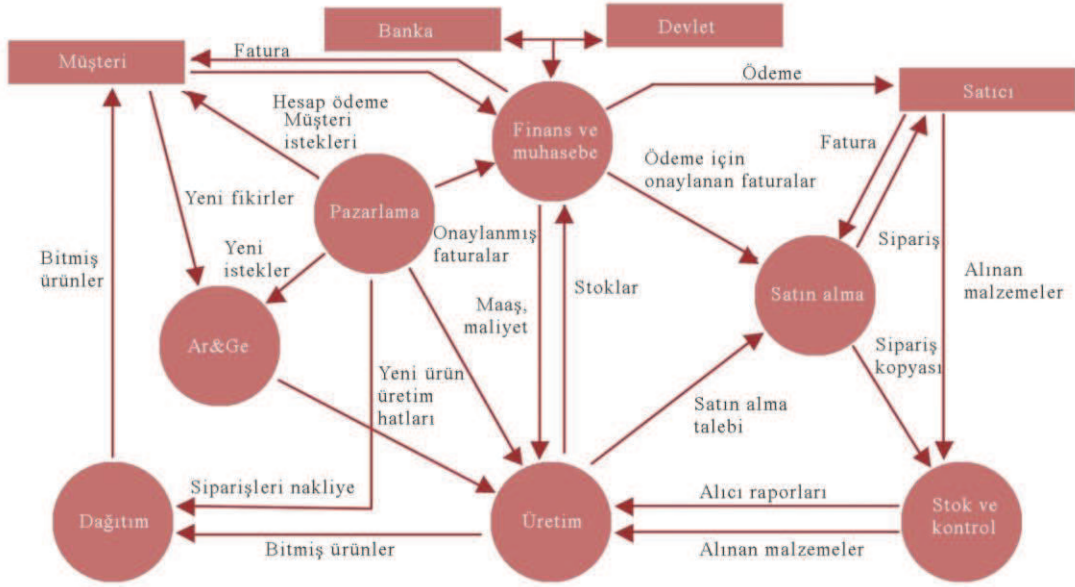 Banka
Devlet
Müşteri
Fatura
Ödeme
Satıcı
Hesap ödeme
Müşteri
istekleri
Finans ve
muhasebe
Fatura
Ödeme için
onaylanan faturalar
Yeni fikirler
Pazarlama
Onaylanmış
faturalar
Sipariş
Bitmiş
ürünler
Yeni
istekler
Stoklar
Satın alma
Alınan
malzemeler
Maaş,
maliyet
Ar&Ge
Sipariş
kopyası
Yeni ürün
üretim
hatları
Satın alma
talebi
Siparişleri nakliye
Alıcı raporları
Dağıtım
Üretim
Stok ve
kontrol
Bitmiş ürünler
Alınan malzemeler